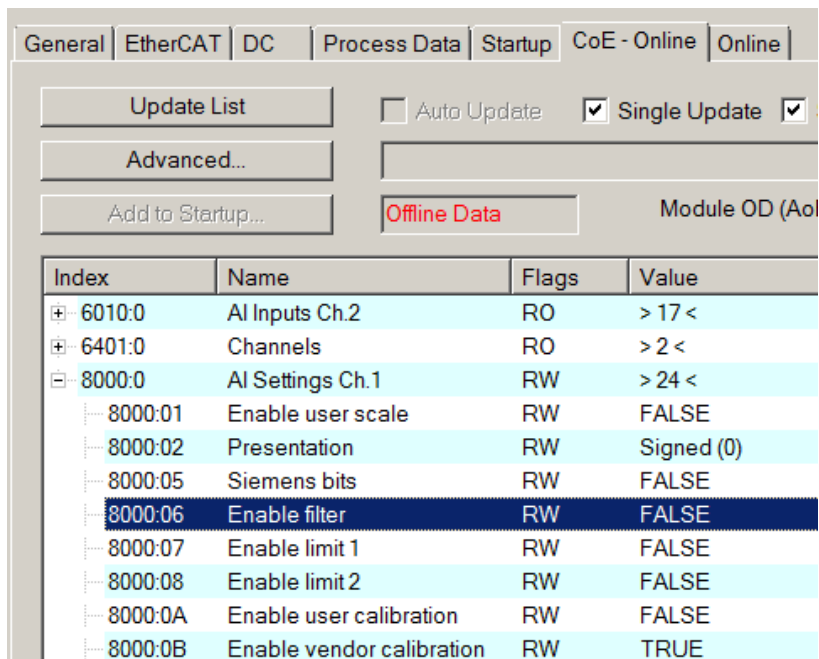 General EtherCAT DC Process Data Startup CoE - Online Online
Update List Auto Update Single Update
Advanced...
Add to Startup... Offline Data Module OD (AoE
Index Name Flags Value
6010:0 AI Inputs Ch.2 RO > 17 <
6401:0 Channels RO > 2 <
8000:0 AI Settings Ch.1 RW > 24 <
8000:01 Enable user scale RW FALSE
8000:02 Presentation RW Signed (0)
8000:05 Siemens bits RW FALSE
8000:06 Enable filter RW FALSE
8000:07 Enable limit 1 RW FALSE
8000:08 Enable limit 2 RW FALSE
8000:0A Enable user calibration RW FALSE
8000:0B Enable vendor calibration RW TRUE